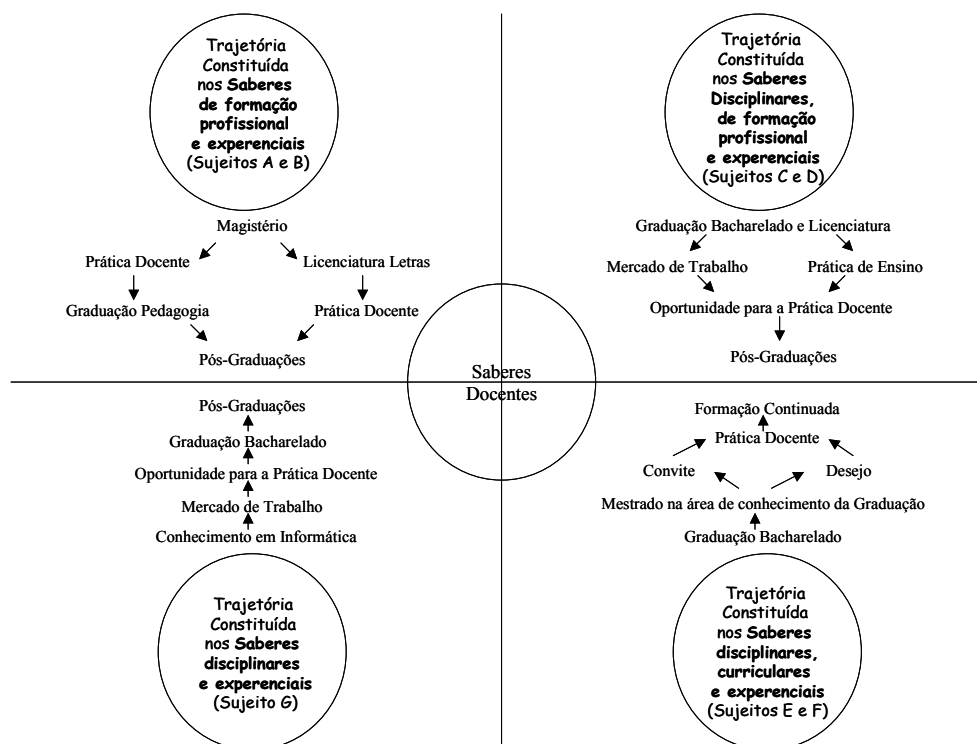 Trajetória
Constituída
nos Saberes
de formação
profissional
e experenciais
(Sujeitos A e B)
Magistério
Prática Docente
Licenciatura Letras
Graduação Pedagogia
Prática Docente
Pós-Graduações
Trajetória
Constituída
nos Saberes
Disciplinares,
de formação
profissional
e experenciais
(Sujeitos C e D)
Graduação Bacharelado e Licenciatura
Mercado de Trabalho
Prática de Ensino
Oportunidade para a Prática Docente
Pós-Graduações
Saberes
Docentes
Pós-Graduações
Graduação Bacharelado
Oportunidade para a Prática Docente
Mercado de Trabalho
Conhecimento em Informática
Trajetória
Constituída
nos Saberes
disciplinares
e experenciais
(Sujeito G)
Formação Continuada
Prática Docente
Convite
Desejo
Mestrado na área de conhecimento da Graduação
Graduação Bacharelado
Trajetória
Constituída
nos Saberes
disciplinares,
curriculares
e experenciais
(Sujeitos E e F)